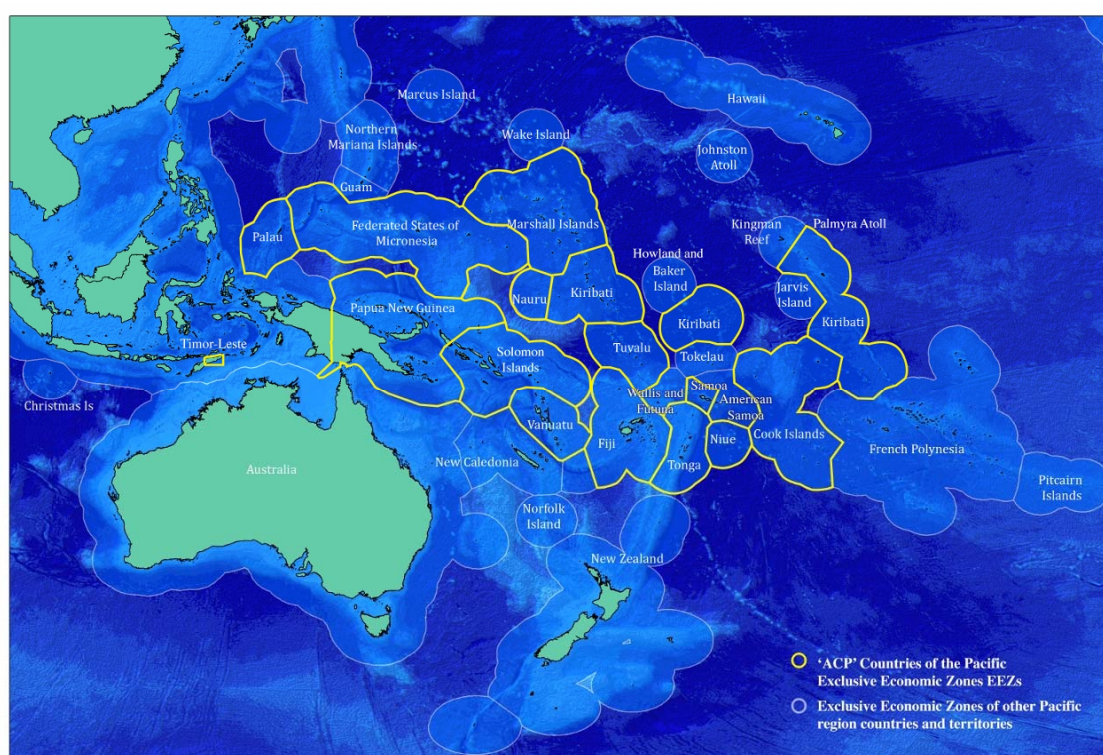 Marcus Island
Hawaii
Northern
Mariana Islands
Wake Island
Johnston
Atoll
Guam
Federated States of
Micronesia
Marshall Islands
Kingman
Reef
Palmyra Atoll
Palau
Howland and
Baker
Island
Jarvis
Island
Nauru
Kiribati
Papua New Guinea
Kiribati
Kiribati
Timor-Leste
Solomon
Islands
Tuvalu
Tokelau
Christmas Is
Wallis and
Futuna
Samoa
American
Samoa
Vanuatu
Fiji
Niue
Cook Islands
French Polynesia
New Caledonia
Tonga
Australia
Pitcairn
Islands
Norfolk
Island
New Zealand
‘ACP’ Countries of the Pacific
Exclusive Economic Zones EEZs
Exclusive Economic Zones of other Pacific
region countries and territories